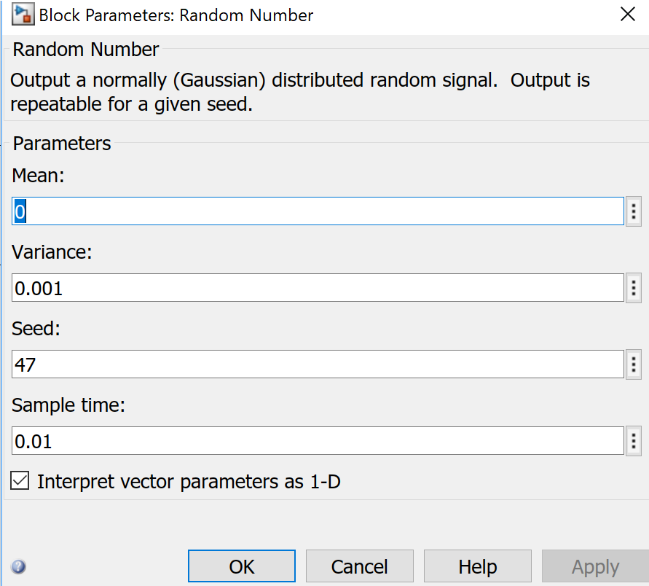 Block Parameters: Random Number
Random Number
Output a normally (Gaussian) distributed random signal.  Output is
repeatable for a given seed.
Parameters
Mean:
0
Variance:
0.001
Seed:
47
Sample time:
0.01
Interpret vector parameters as 1-D
OK Cancel Help Apply